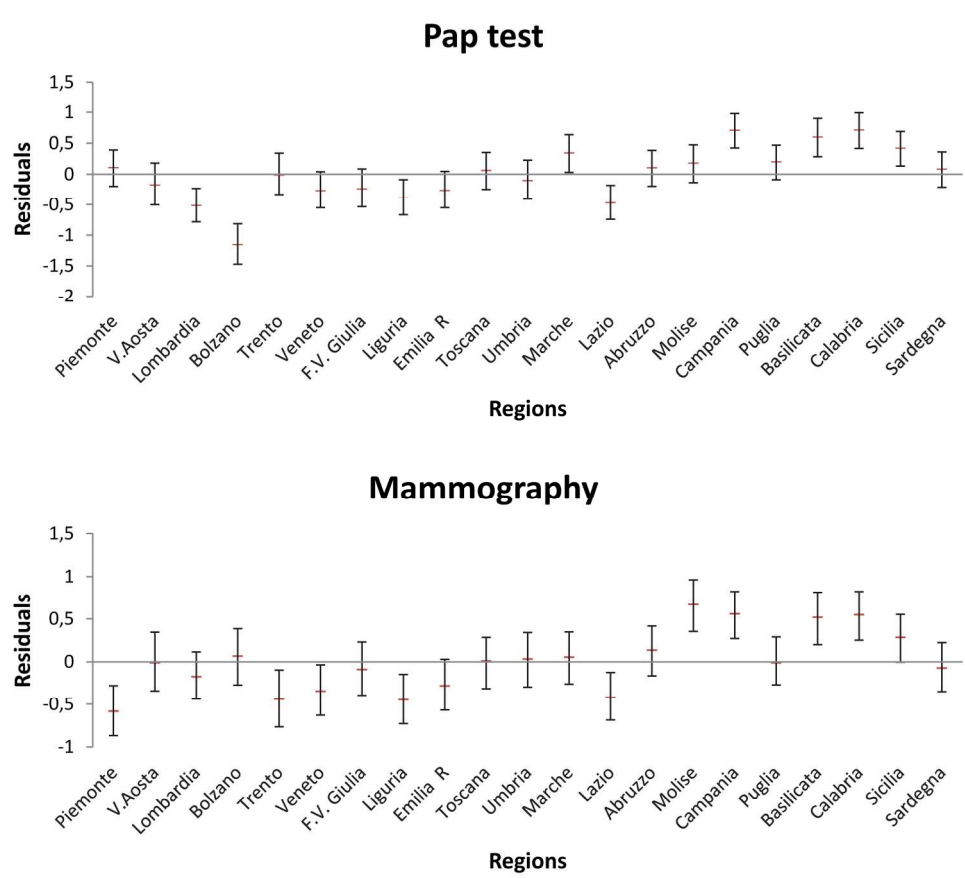 Pap test
1,5
1
0,5
0
-0,5
-1
-1,5
-2
Residuals
Piemonte
V.Aosta
Lombardia
Bolzano
Trento
Veneto
F.V. Giulia
Liguria
Emilia R
Toscana
Umbria
Marche
Lazio
Abruzzo
Molise
Campania
Puglia
Basilicata
Calabria
Sicilia
Sardegna
Regions
Mammography
1,5
1
0,5
0
-0,5
-1
Residuals
Piemonte
V.Aosta
Lombardia
Bolzano
Trento
Veneto
F.V. Giulia
Liguria
Emilia R
Toscana
Umbria
Marche
Lazio
Abruzzo
Molise
Campania
Puglia
Basilicata
Calabria
Sicilia
Sardegna
Regions